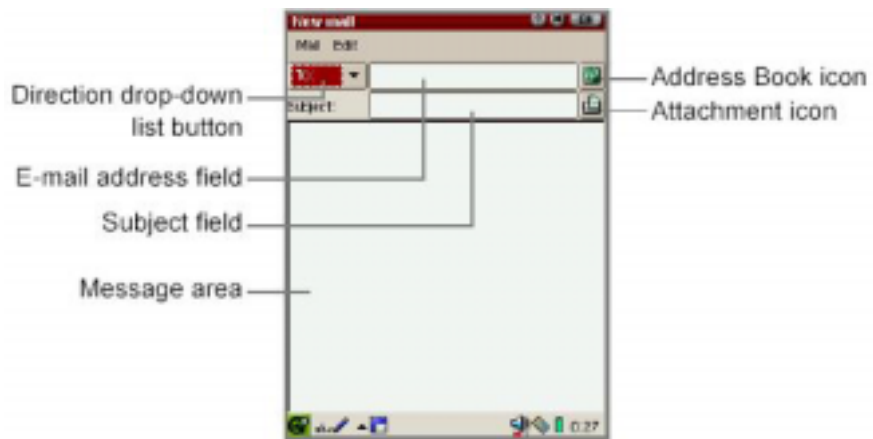 New mail
Mail Edit
To:
Subject:
Direction drop-down
list button
E-mail address field
Subject field
Message area
Address Book icon
Attachment icon
0:27